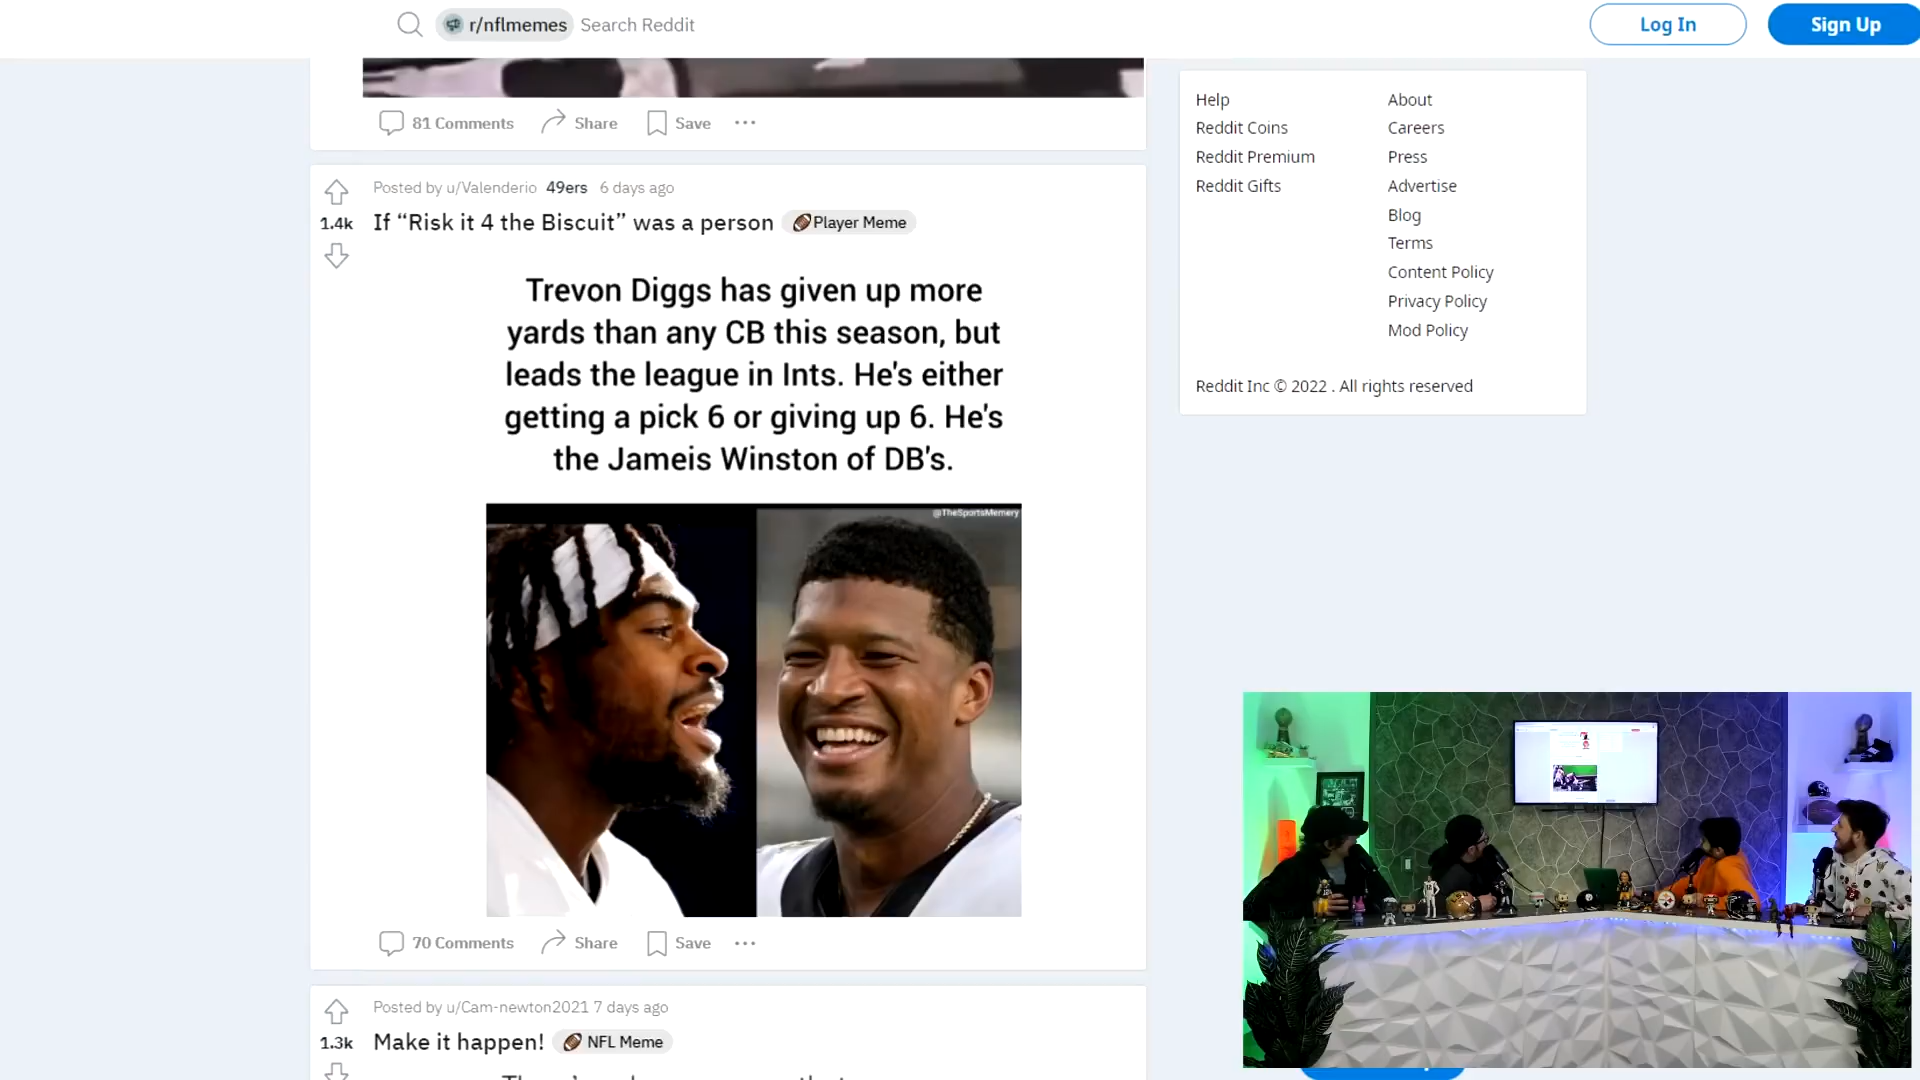 r/nflmemes Search Reddit
Log In
Sign Up
81 Comments Share Save
Posted by u/Valenderio 49ers 6 days ago
1.4k
If “Risk it 4 the Biscuit” was a person Player Meme
Trevon Diggs has given up more
yards than any CB this season, but
leads the league in Ints. He's either
getting a pick 6 or giving up 6. He's
the Jameis Winston of DB's.
@TheSportsMemery
70 Comments Share Save
Posted by u/Cam-newton2021 7 days ago
1.3k
Make it happen! NFL Meme
Help
Reddit Coins
Reddit Premium
Reddit Gifts
About
Careers
Press
Advertise
Blog
Terms
Content Policy
Privacy Policy
Mod Policy
Reddit Inc © 2022 . All rights reserved